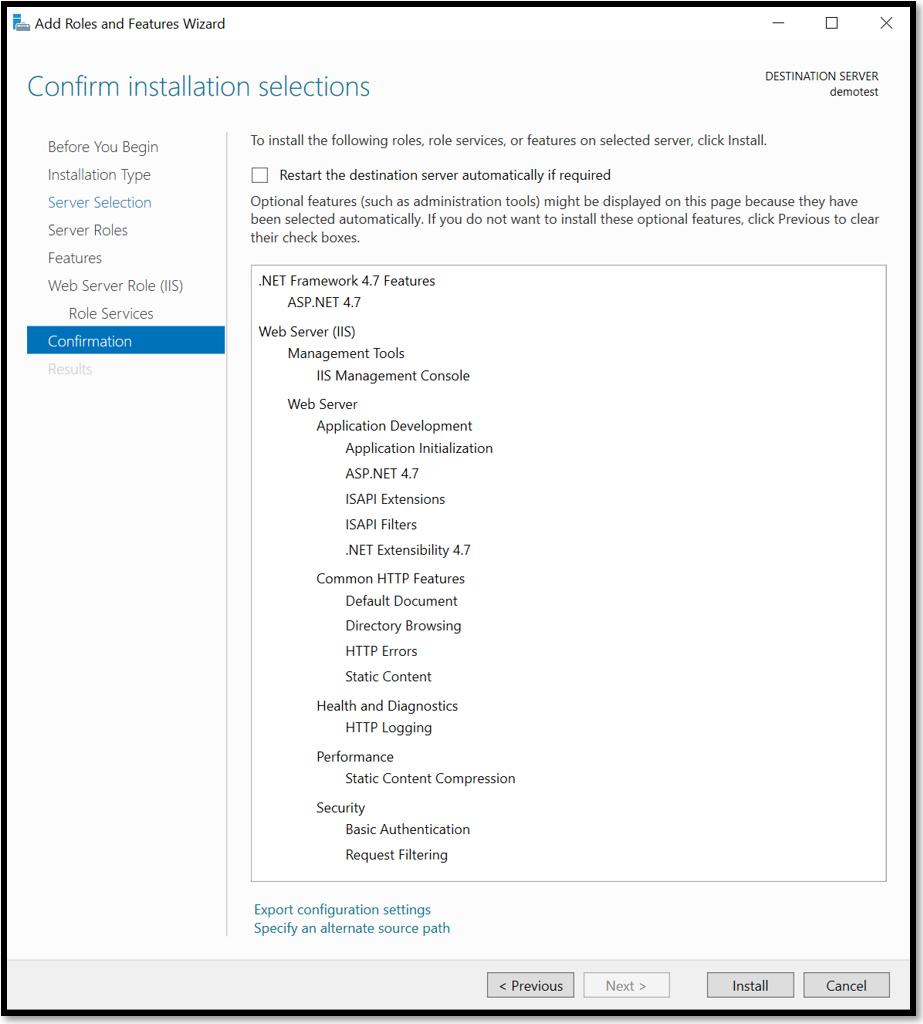 Add Roles and Features Wizard
Confirm installation selections
DESTINATION SERVER
demotest
Before You Begin
Installation Type
Server Selection
Server Roles
Features
Web Server Role (IIS)
Role Services
Confirmation
Results
To install the following roles, role services, or features on selected server, click Install.
Restart the destination server automatically if required
Optional features (such as administration tools) might be displayed on this page because they have
been selected automatically. If you do not want to install these optional features, click Previous to clear
their check boxes.
.NET Framework 4.7 Features
ASP.NET 4.7
Web Server (IIS)
Management Tools
IIS Management Console
Web Server
Application Development
Application Initialization
ASP.NET 4.7
ISAPI Extensions
ISAPI Filters
.NET Extensibility 4.7
Common HTTP Features
Default Document
Directory Browsing
HTTP Errors
Static Content
Health and Diagnostics
HTTP Logging
Performance
Static Content Compression
Security
Basic Authentication
Request Filtering
Export configuration settings
Specify an alternate source path
< Previous
Next >
Install
Cancel